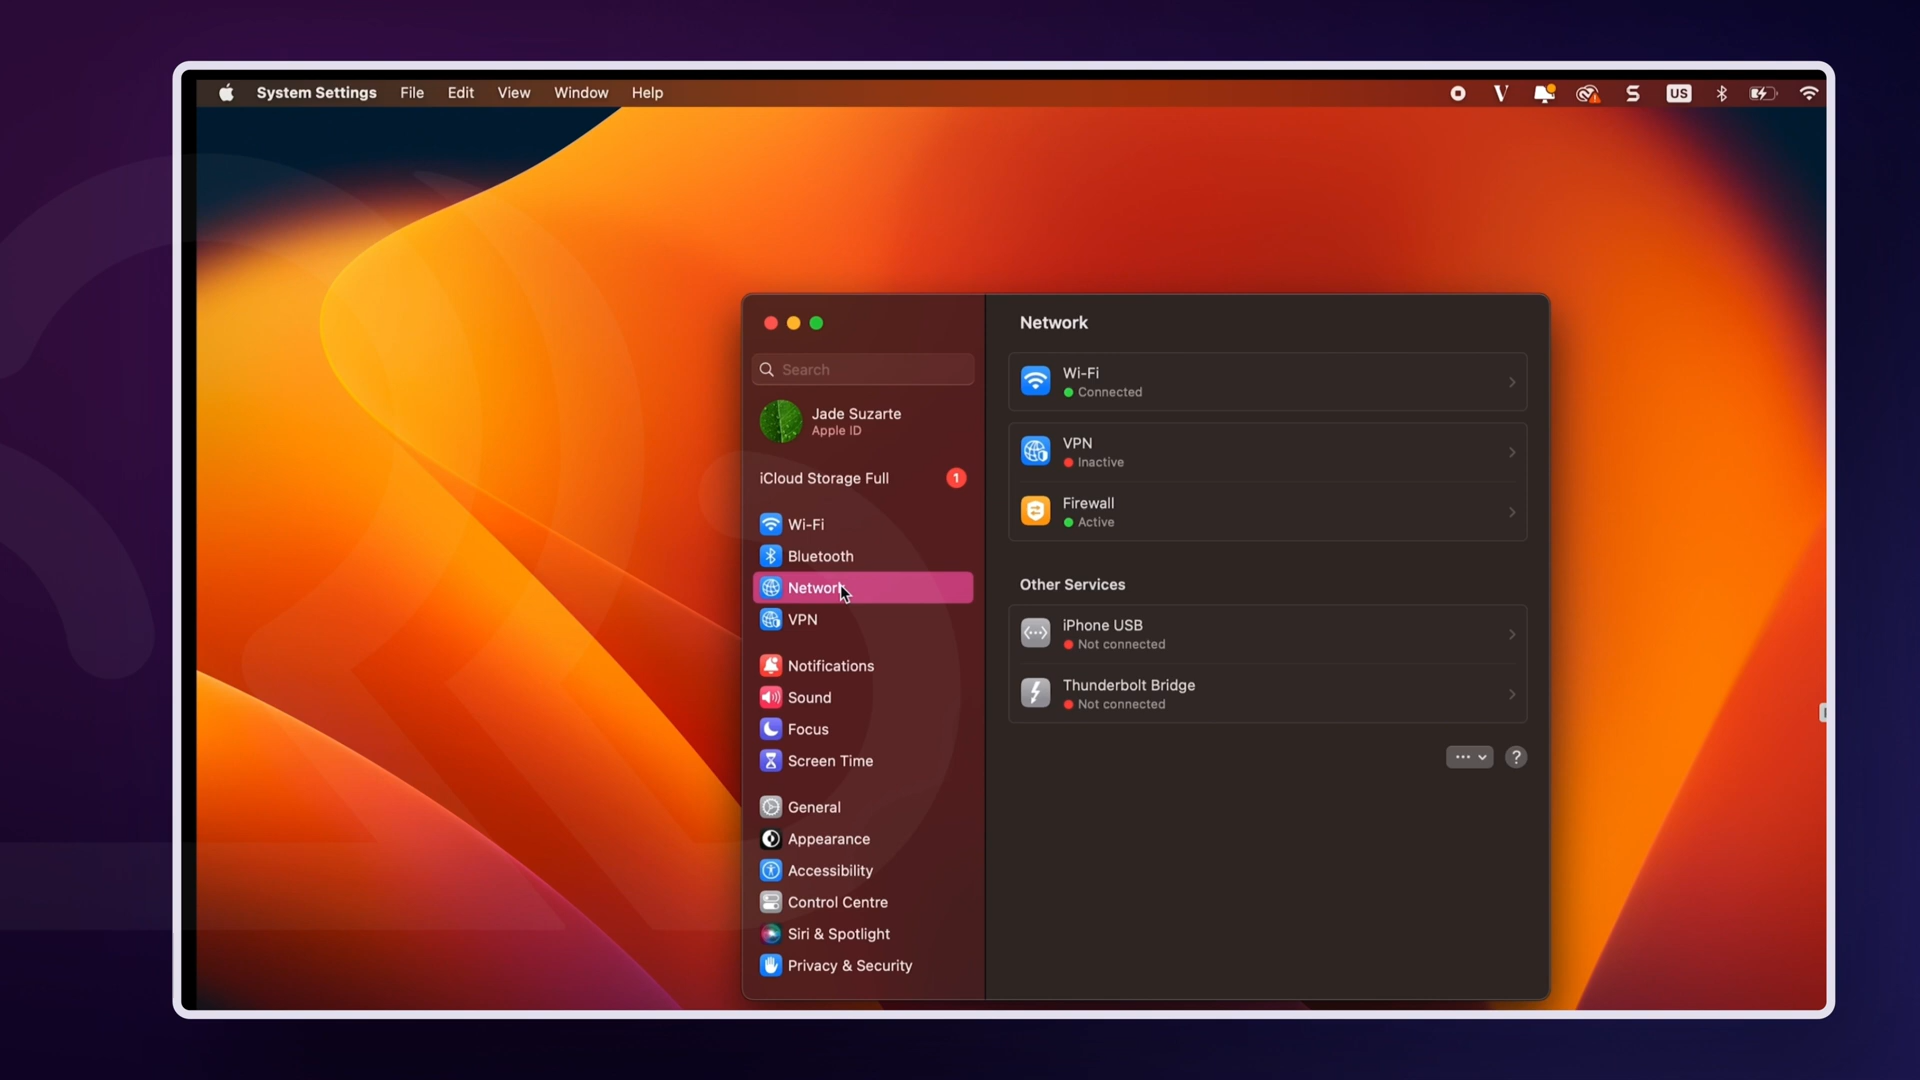 System Settings File Edit View Window Help
US
Network
Search
Wi-Fi
Connected
Jade Suzarte
Apple ID
VPN
Inactive
iCloud Storage Full 1
Firewall
Active
Wi-Fi
Bluetooth
Network
VPN
Other Services
iPhone USB
Not connected
Thunderbolt Bridge
Not connected
Notifications
Sound
Focus
Screen Time
?
General
Appearance
Accessibility
Control Centre
Siri & Spotlight
Privacy & Security